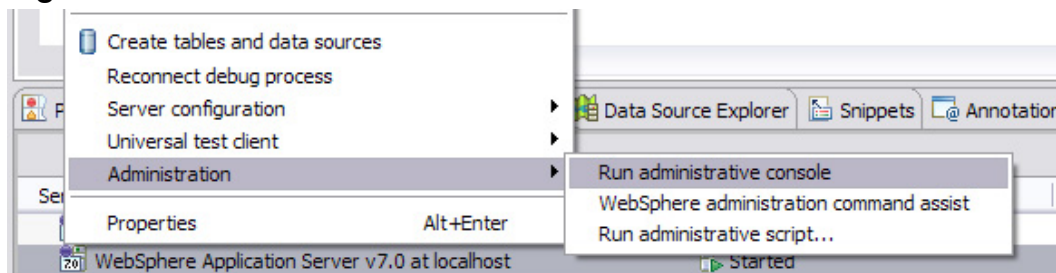 Create tables and data sources
Reconnect debug process
Server configuration
Data Source Explorer Snippets Annotation
Universal test client
Administration
Run administrative console
WebSphere administration command assist
Properties Alt+Enter
Run administrative script...
WebSphere Application Server v7.0 at localhost Started